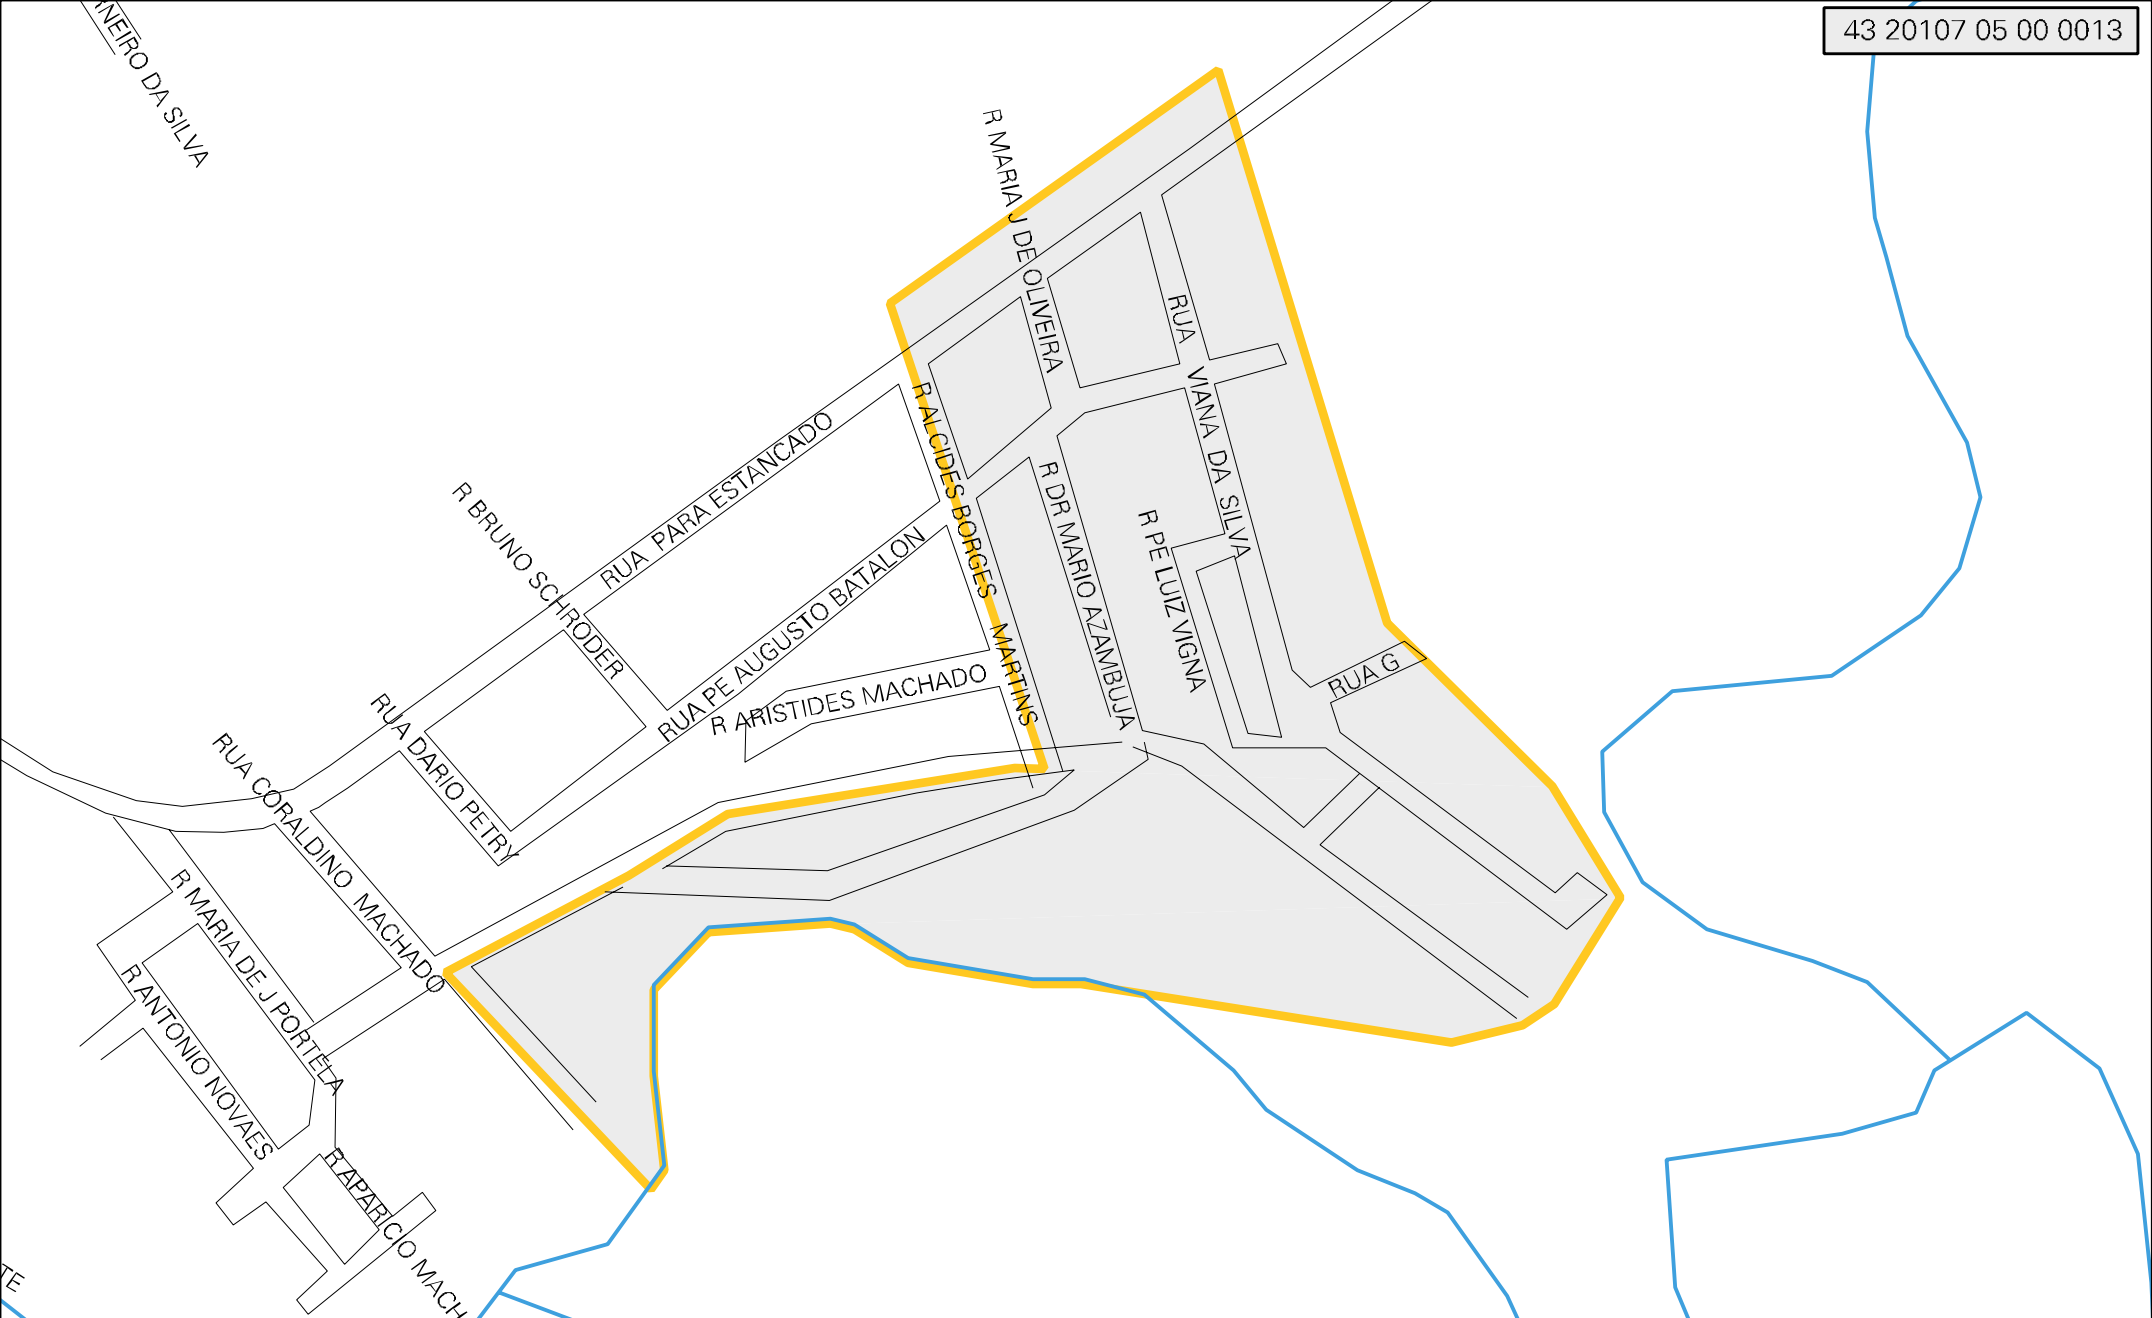 43 20107 05 00 0013
RNEIRO DA SILVA
R MARIA J DE OLIVEIRA
RUA VIANA DA SILVA
R ALCIDES BORGES MARTINS
RUA PARA ESTANCADO
R BRUNO SCHRODER
R DR MARIO AZAMBUJA
R PE LUIZ VIGNA
RUA PE AUGUSTO BATALON
R ARISTIDES MACHADO
RUA G
RUA DARIO PETRY
RUA CORALDINO MACHADO
R MARIA DE J PORTELA
R ANTONIO NOVAES
R APARICIO MACH
TE